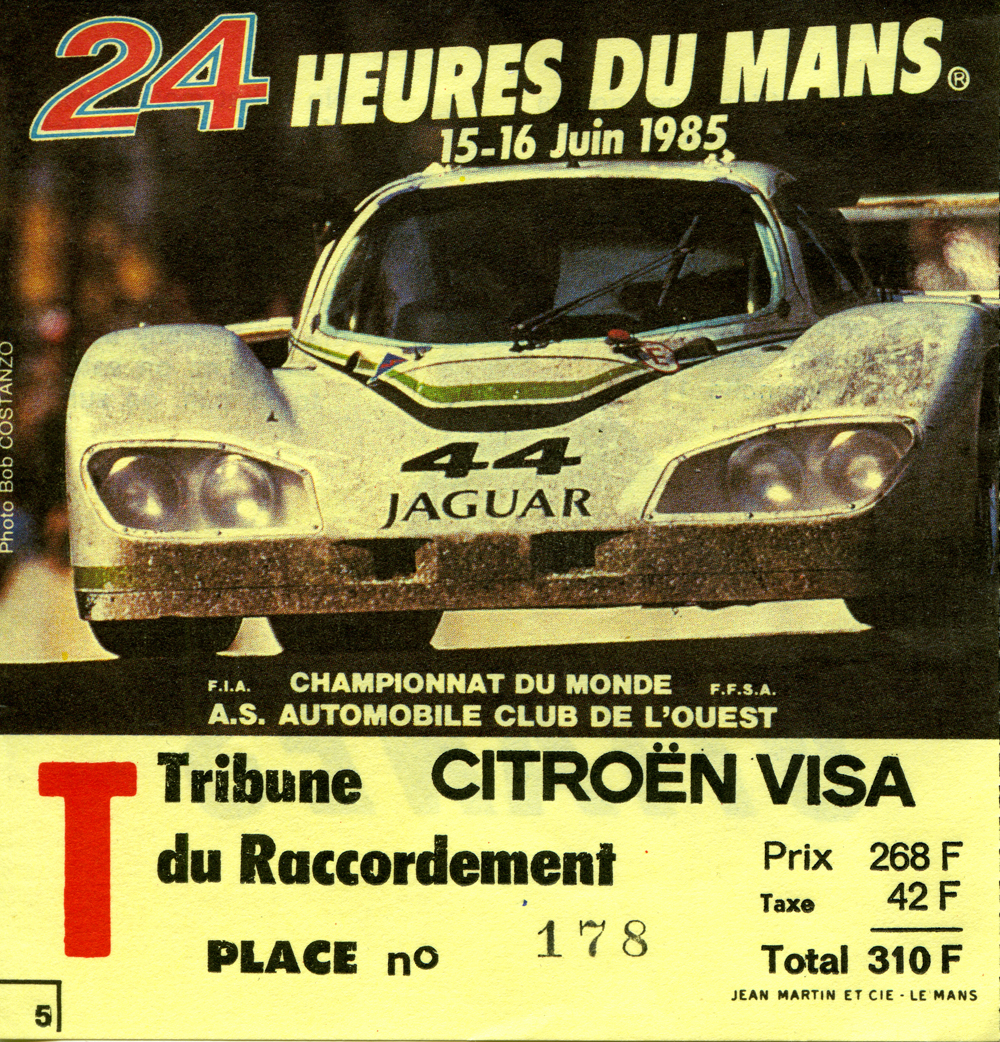 24 HEURES DU MANS®
15-16 Juin 1985
Photo Bob COSTANZO
44
JAGUAR
F.I.A. CHAMPIONNAT DU MONDE F.F.S.A.
A.S. AUTOMOBILE CLUB DE L'OUEST
T
Tribune CITROËN VISA
du Raccordement
Prix 268 F
Taxe 42 F
PLACE no 178
Total 310 F
JEAN MARTIN ET CIE - LE MANS
5